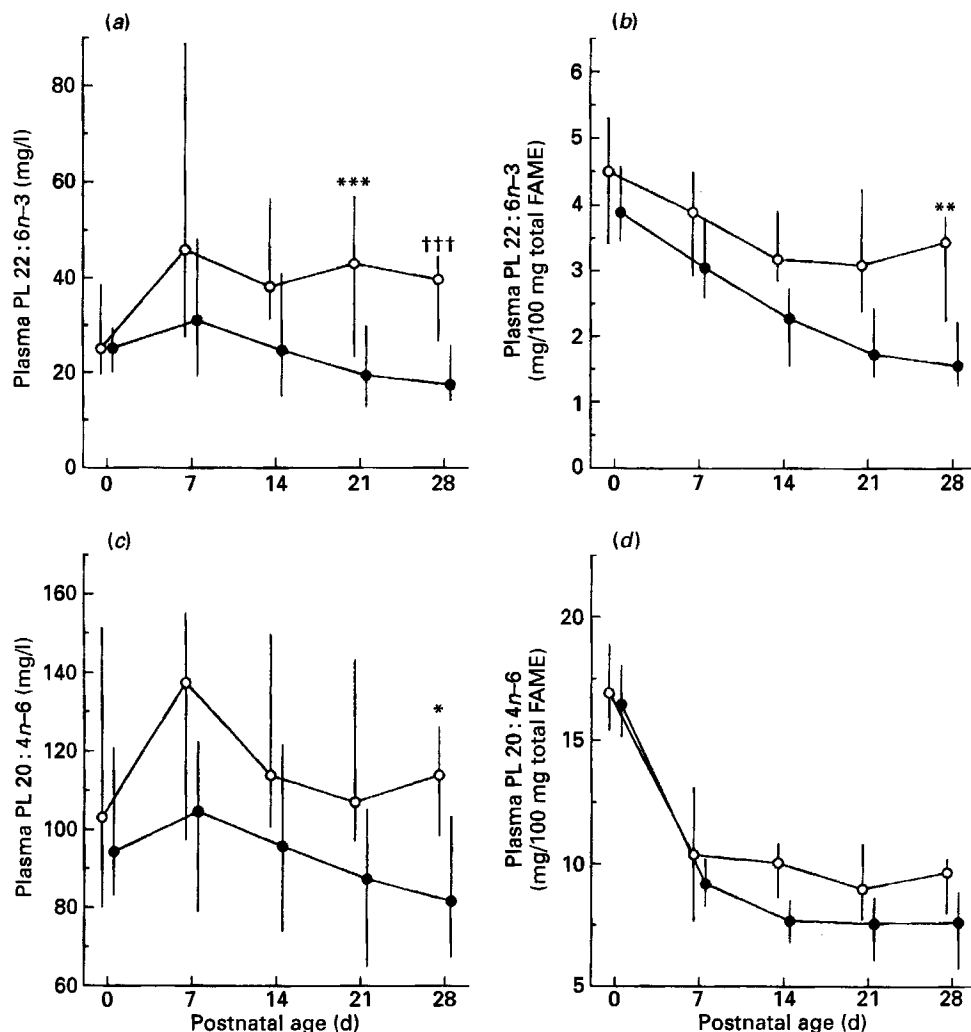 (a)
Plasma PL 22:6n–3 (mg/l)
80
60
40
20
0
***
†††
0 7 14 21 28
(b)
Plasma PL 22:6n–3
(mg/100 mg total FAME)
6
5
4
3
2
1
0
**
0 7 14 21 28
(c)
Plasma PL 20:4n–6 (mg/l)
160
140
120
100
80
60
*
0 7 14 21 28
Postnatal age (d)
(d)
Plasma PL 20:4n–6
(mg/100 mg total FAME)
20
15
10
5
0 7 14 21 28
Postnatal age (d)